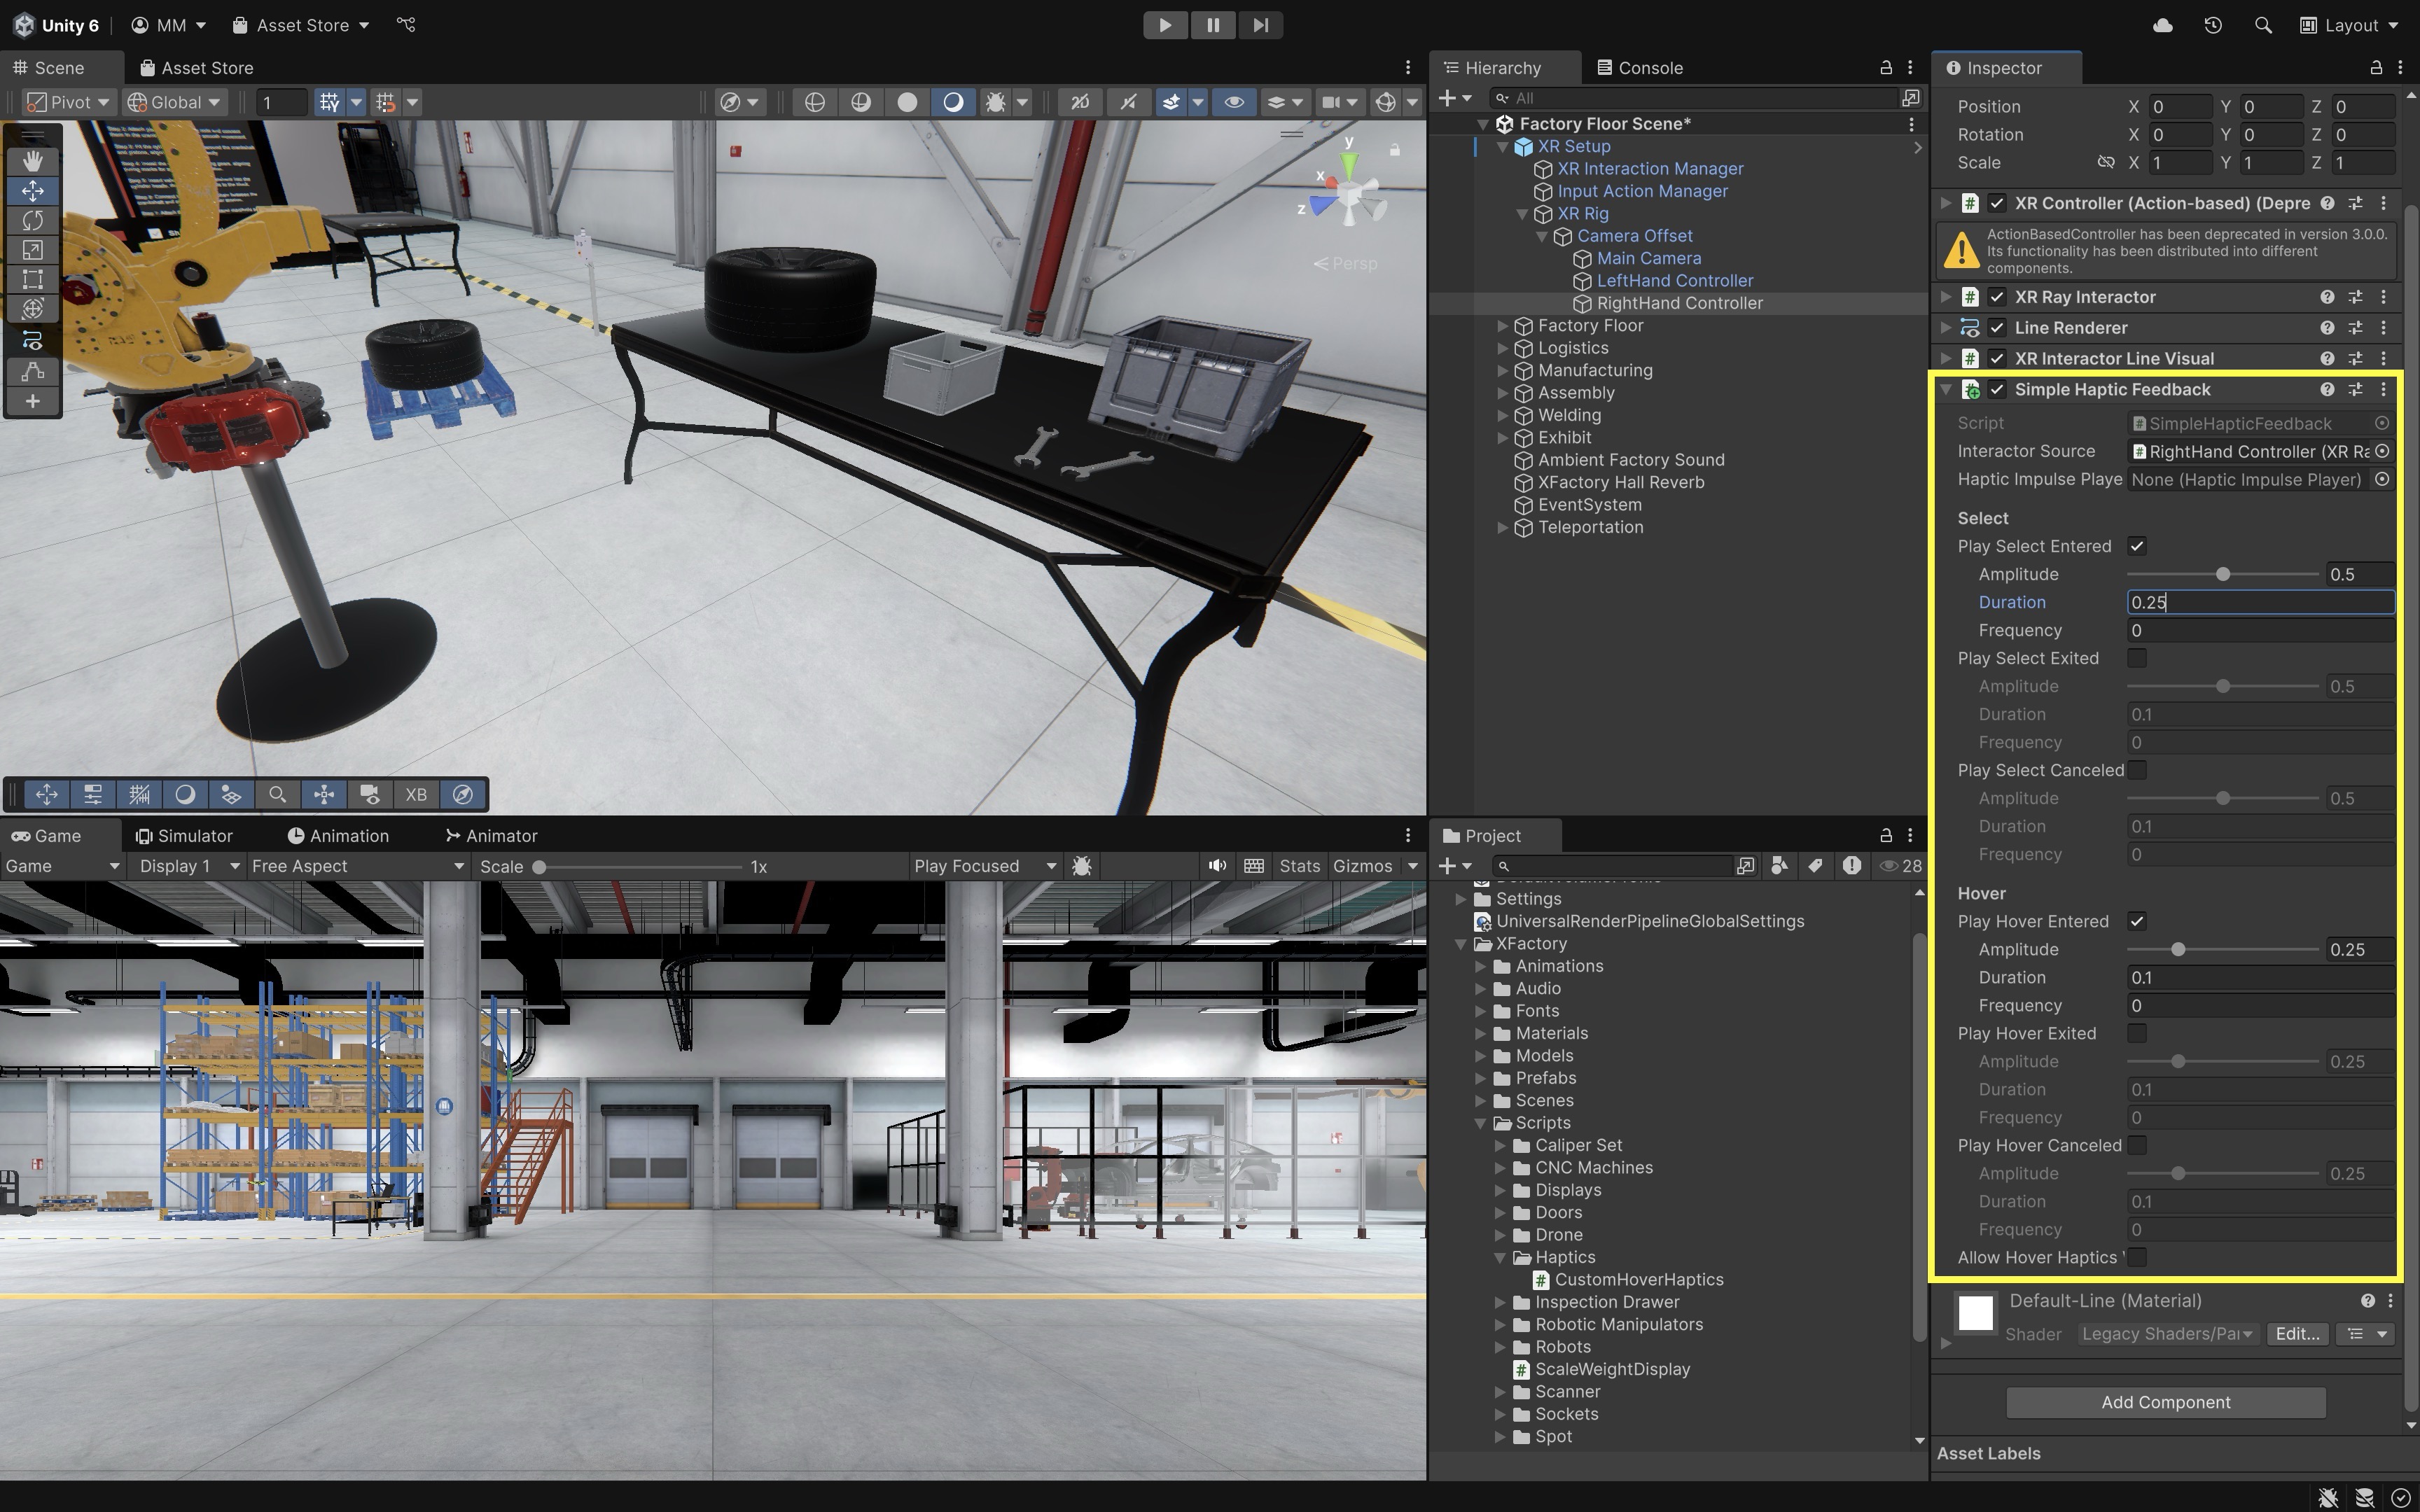 Unity 6
MM
Asset Store
Layout
Scene
Asset Store
Hierarchy
Console
Inspector
Pivot
Global
1
2D
All
y
x
z
Persp
XB
Factory Floor Scene*
XR Setup
XR Interaction Manager
Input Action Manager
XR Rig
Camera Offset
Main Camera
LeftHand Controller
RightHand Controller
Factory Floor
Logistics
Manufacturing
Assembly
Welding
Exhibit
Ambient Factory Sound
XFactory Hall Reverb
EventSystem
Teleportation
Position X 0 Y 0 Z 0
Rotation X 0 Y 0 Z 0
Scale X 1 Y 1 Z 1
XR Controller (Action-based) (Depre
ActionBasedController has been deprecated in version 3.0.0.
Its functionality has been distributed into different
components.
XR Ray Interactor
Line Renderer
XR Interactor Line Visual
Simple Haptic Feedback
Script SimpleHapticFeedback
Interactor Source RightHand Controller (XR Ra
Haptic Impulse Playe None (Haptic Impulse Player)
Select
Play Select Entered
Amplitude 0.5
Duration 0.25
Frequency 0
Play Select Exited
Amplitude 0.5
Duration 0.1
Frequency 0
Play Select Canceled
Amplitude 0.5
Duration 0.1
Frequency 0
Hover
Play Hover Entered
Amplitude 0.25
Duration 0.1
Frequency 0
Play Hover Exited
Amplitude 0.25
Duration 0.1
Frequency 0
Play Hover Canceled
Amplitude 0.25
Duration 0.1
Frequency 0
Allow Hover Haptics
Default-Line (Material)
Shader Legacy Shaders/Pa Edit...
Add Component
Asset Labels
Game
Simulator
Animation
Animator
Game Display 1 Free Aspect Scale 1x Play Focused Stats Gizmos
Project
28
Settings
UniversalRenderPipelineGlobalSettings
XFactory
Animations
Audio
Fonts
Materials
Models
Prefabs
Scenes
Scripts
Caliper Set
CNC Machines
Displays
Doors
Drone
Haptics
CustomHoverHaptics
Inspection Drawer
Robotic Manipulators
Robots
ScaleWeightDisplay
Scanner
Sockets
Spot